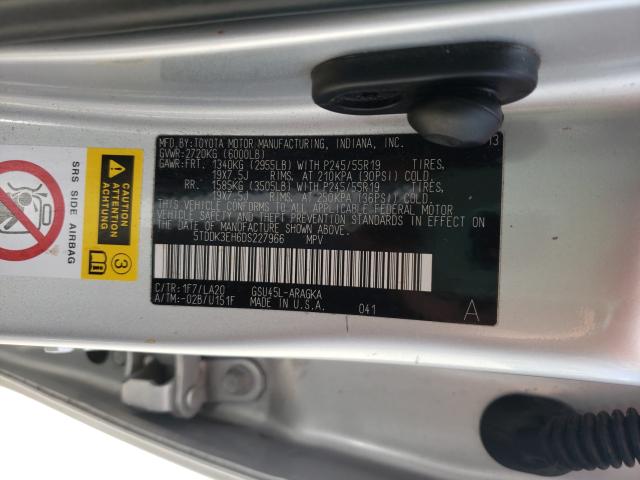 MFD.BY:TOYOTA MOTOR MANUFACTURING, INDIANA, INC. 13
GVWR:2720KG (6000LB)
GAWR:FRT. 1340KG (2955LB) WITH P245/55R19 TIRES,
19X7.5J RIMS, AT 210KPA (30PSI) COLD.
RR. 1585KG (3505LB) WITH P245/55R19 TIRES,
19X7.5J RIMS, AT 250KPA (36PSI) COLD.
THIS VEHICLE CONFORMS TO ALL APPLICABLE FEDERAL MOTOR
VEHICLE SAFETY AND THEFT PREVENTION STANDARDS IN EFFECT ON
THE DATE OF MANUFACTURE SHOWN ABOVE.
5TDDK3EH6DS227966 MPV
C/TR:1F7/LA20 GSU45L-ARAGKA
A/TM:-02B/U151F MADE IN U.S.A. 041 A
SRS SIDE AIRBAG
CAUTION
ATTENTION
3